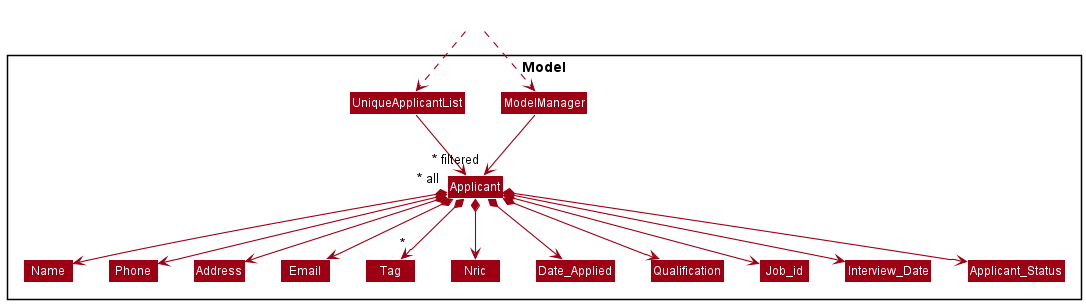 Model
UniqueApplicantList ModelManager
* filtered
* all
Applicant
*
Name Phone Address Email Tag Nric Date_Applied Qualification Job_id Interview_Date Applicant_Status